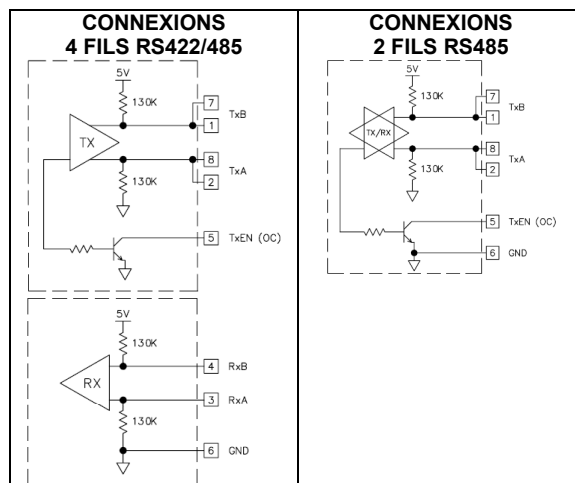 CONNEXIONS
4 FILS RS422/485
5V
130K
7
TxB
1
TX
8
TxA
2
130K
5 TxEN (OC)
5V
130K
4 RxB
RX
3 RxA
130K
6 GND
CONNEXIONS
2 FILS RS485
5V
130K
7
TxB
1
TX/RX
8
TxA
2
130K
5 TxEN (OC)
6 GND